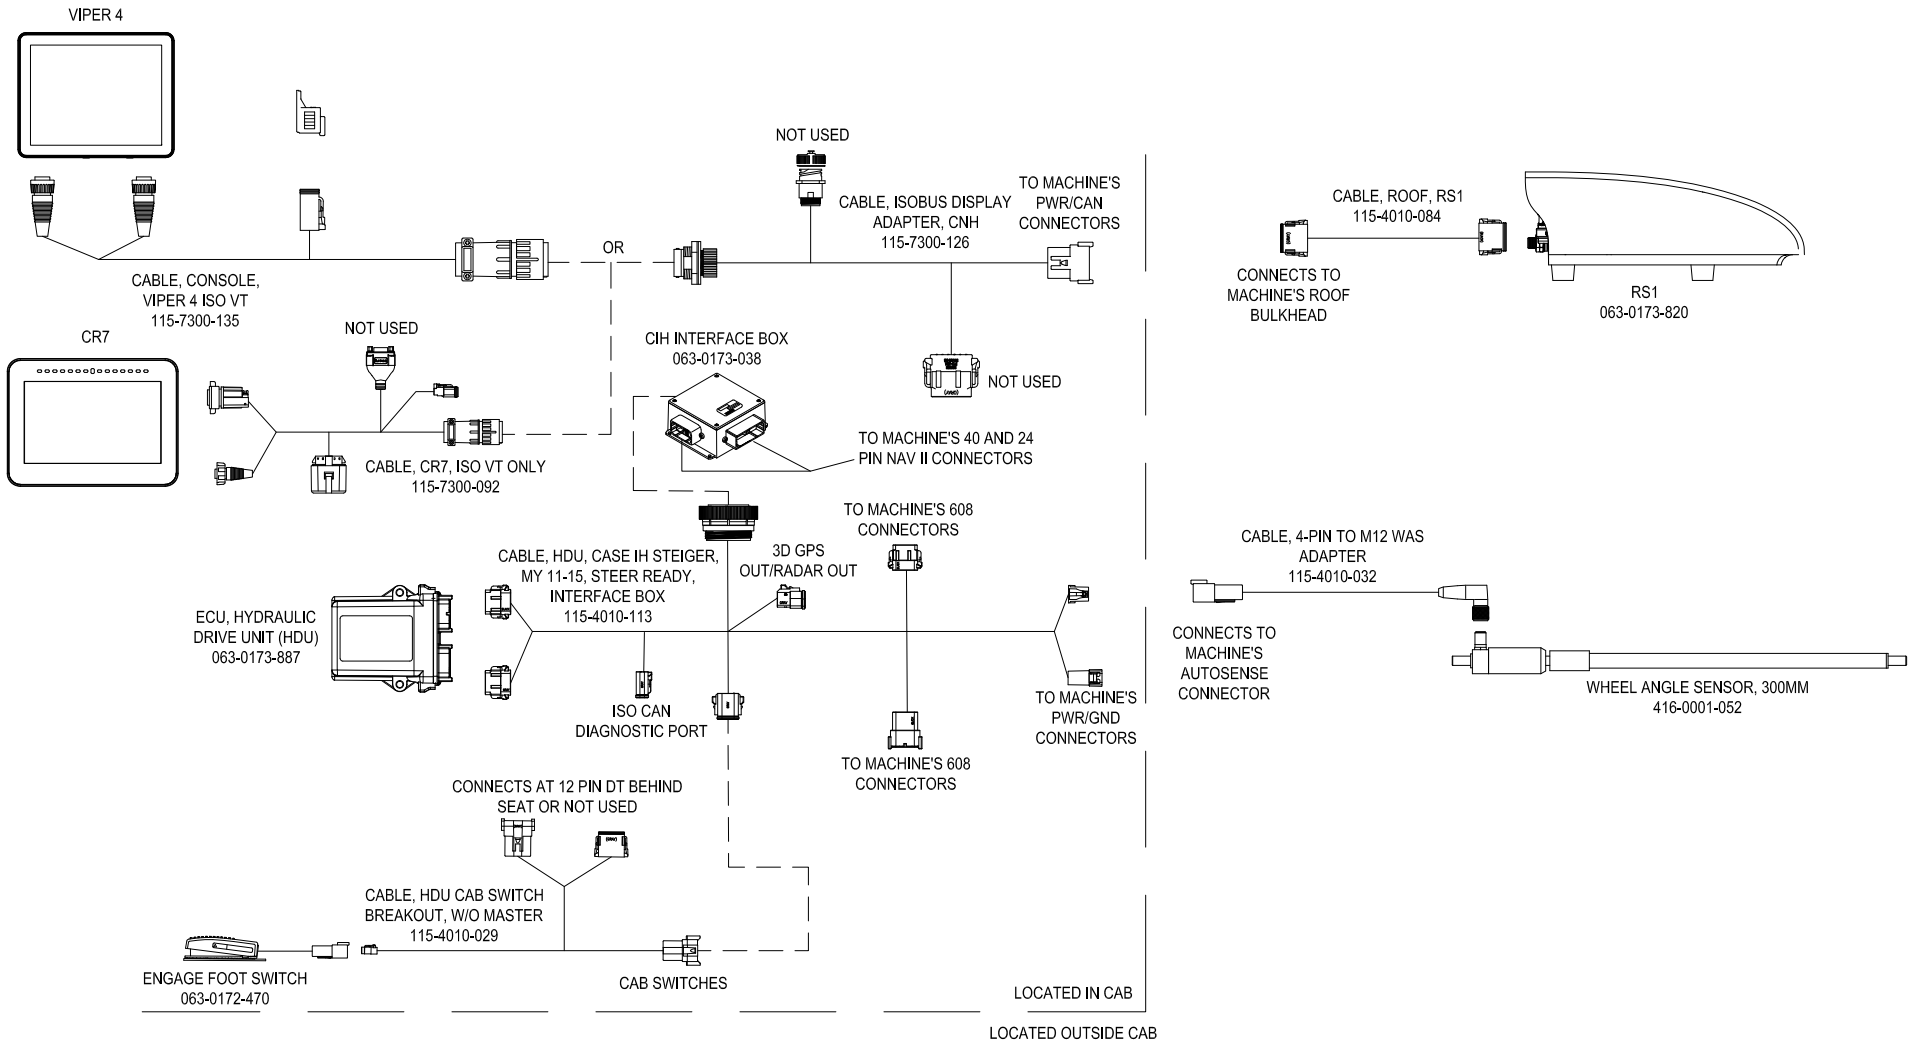 VIPER 4
CABLE, CONSOLE,
VIPER 4 ISO VT
115-7300-135
OR
NOT USED
CABLE, ISOBUS DISPLAY
ADAPTER, CNH
115-7300-126
TO MACHINE'S
PWR/CAN
CONNECTORS
NOT USED
CABLE, ROOF, RS1
115-4010-084
CONNECTS TO
MACHINE'S ROOF
BULKHEAD
RS1
063-0173-820
CR7
NOT USED
CABLE, CR7, ISO VT ONLY
115-7300-092
CIH INTERFACE BOX
063-0173-038
TO MACHINE'S 40 AND 24
PIN NAV II CONNECTORS
ECU, HYDRAULIC
DRIVE UNIT (HDU)
063-0173-887
CABLE, HDU, CASE IH STEIGER,
MY 11-15, STEER READY,
INTERFACE BOX
115-4010-113
3D GPS
OUT/RADAR OUT
TO MACHINE'S 608
CONNECTORS
ISO CAN
DIAGNOSTIC PORT
TO MACHINE'S 608
CONNECTORS
TO MACHINE'S
PWR/GND
CONNECTORS
CABLE, 4-PIN TO M12 WAS
ADAPTER
115-4010-032
CONNECTS TO
MACHINE'S
AUTOSENSE
CONNECTOR
WHEEL ANGLE SENSOR, 300MM
416-0001-052
CONNECTS AT 12 PIN DT BEHIND
SEAT OR NOT USED
CABLE, HDU CAB SWITCH
BREAKOUT, W/O MASTER
115-4010-029
ENGAGE FOOT SWITCH
063-0172-470
CAB SWITCHES
LOCATED IN CAB
LOCATED OUTSIDE CAB